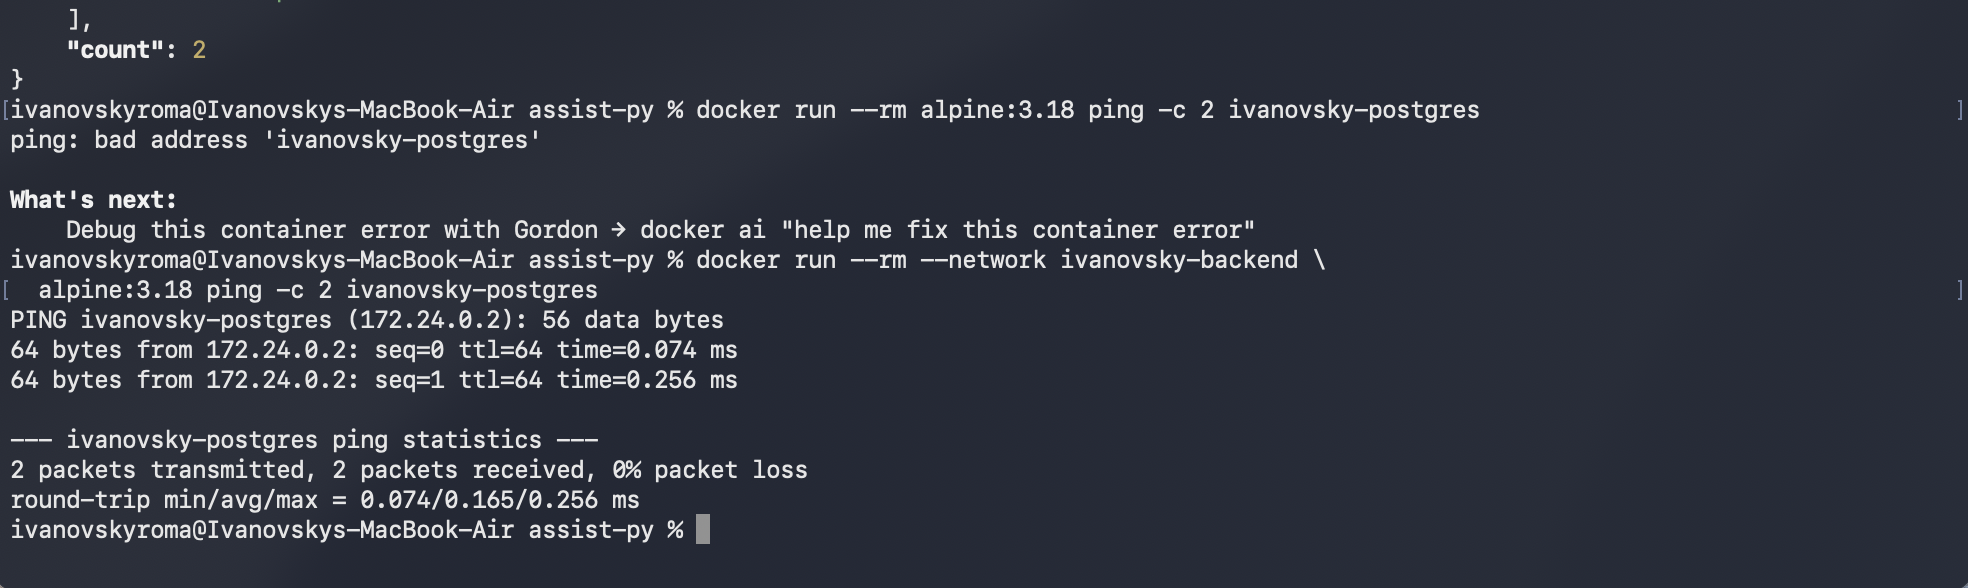 ],
"count": 2
}
[ivanovskyroma@Ivanovskys-MacBook-Air assist-py % docker run --rm alpine:3.18 ping -c 2 ivanovsky-postgres ]
ping: bad address 'ivanovsky-postgres'
What's next:
Debug this container error with Gordon → docker ai "help me fix this container error"
ivanovskyroma@Ivanovskys-MacBook-Air assist-py % docker run --rm --network ivanovsky-backend \
[ alpine:3.18 ping -c 2 ivanovsky-postgres ]
PING ivanovsky-postgres (172.24.0.2): 56 data bytes
64 bytes from 172.24.0.2: seq=0 ttl=64 time=0.074 ms
64 bytes from 172.24.0.2: seq=1 ttl=64 time=0.256 ms
--- ivanovsky-postgres ping statistics ---
2 packets transmitted, 2 packets received, 0% packet loss
round-trip min/avg/max = 0.074/0.165/0.256 ms
ivanovskyroma@Ivanovskys-MacBook-Air assist-py %